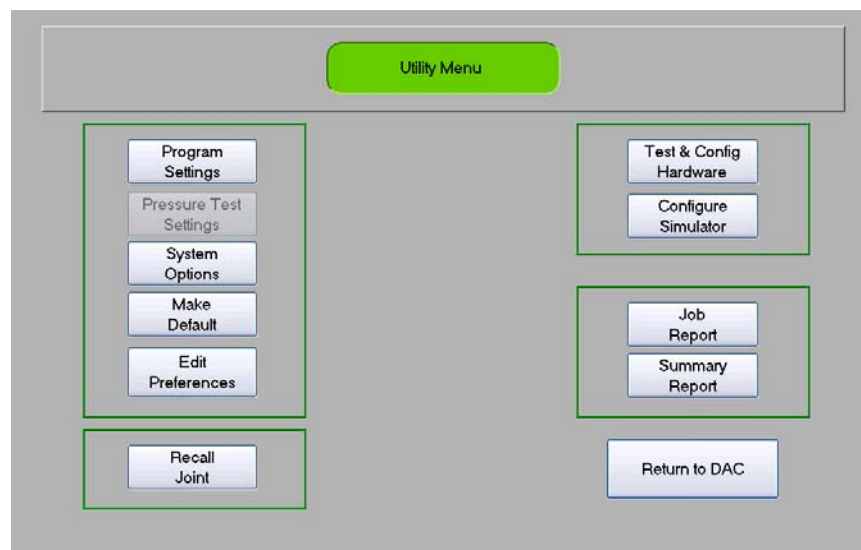 Utility Menu
Program
Settings
Pressure Test
Settings
System
Options
Make
Default
Edit
Preferences
Recall
Joint
Test & Config
Hardware
Configure
Simulator
Job
Report
Summary
Report
Return to DAC